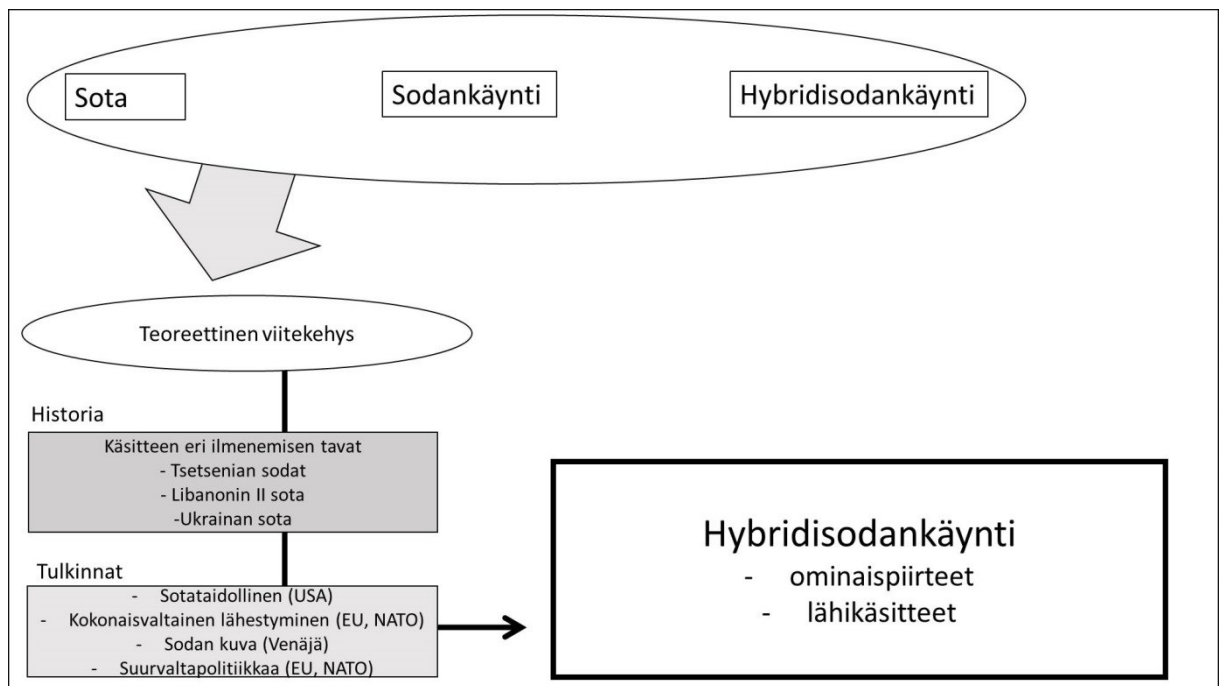 Sota
Sodankäynti
Hybridisodankäynti
Teoreettinen viitekehys
Historia
Käsitteen eri ilmenemisen tavat
- Tsetsenian sodat
- Libanonin II sota
-Ukrainan sota
Tulkinnat
- Sotataidollinen (USA)
- Kokonaisvaltainen lähestyminen (EU, NATO)
- Sodan kuva (Venäjä)
- Suurvaltapolitiikkaa (EU, NATO)
Hybridisodankäynti
- ominaispiirteet
- lähikäsitteet